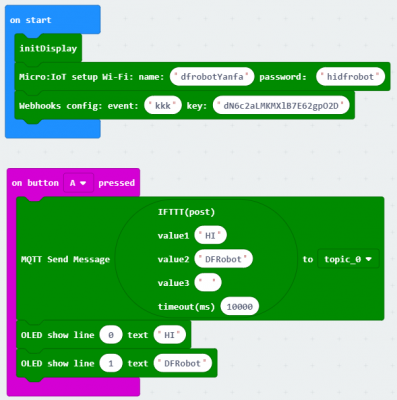 on start
initDisplay
Micro:IoT setup Wi-Fi: name: "dfrobotYanfa" password: "hidfrobot"
Webhooks config: event: "kkk" key: "dN6c2aLMKMXlB7E62gpO2D"
on button A pressed
IFTTT(post)
value1 "HI"
MQTT Send Message value2 "DFRobot" to topic_0
value3 " "
timeout(ms) 10000
OLED show line 0 text "HI"
OLED show line 1 text "DFRobot"